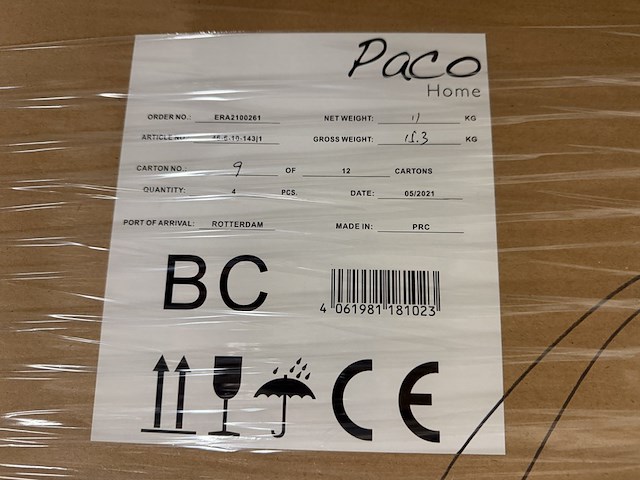 Paco
Home
ORDER NO.: ERA2100261 NET WEIGHT: 11 KG
ARTICLE NO.: GROSS WEIGHT: 15.3 KG
CARTON NO.: 9 OF 12 CARTONS
QUANTITY: 4 PCS. DATE: 05/2021
PORT OF ARRIVAL: ROTTERDAM MADE IN: PRC
BC
4 061981 181023
CE